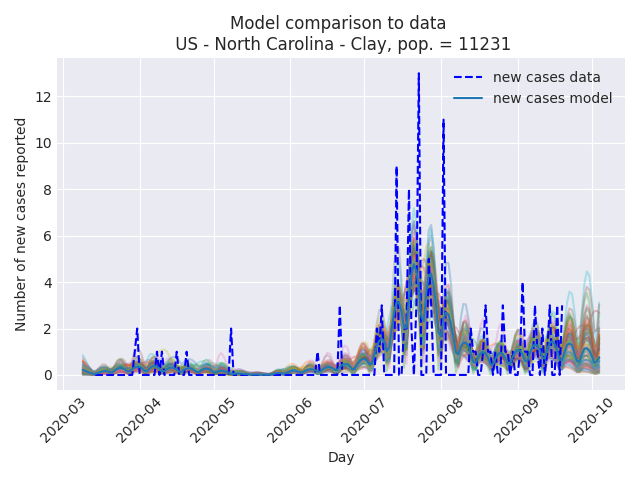 Model comparison to data
US - North Carolina - Clay, pop. = 11231
new cases data
new cases model
Number of new cases reported
12
10
8
6
4
2
0
2020-03
2020-04
2020-05
2020-06
2020-07
2020-08
2020-09
2020-10
Day